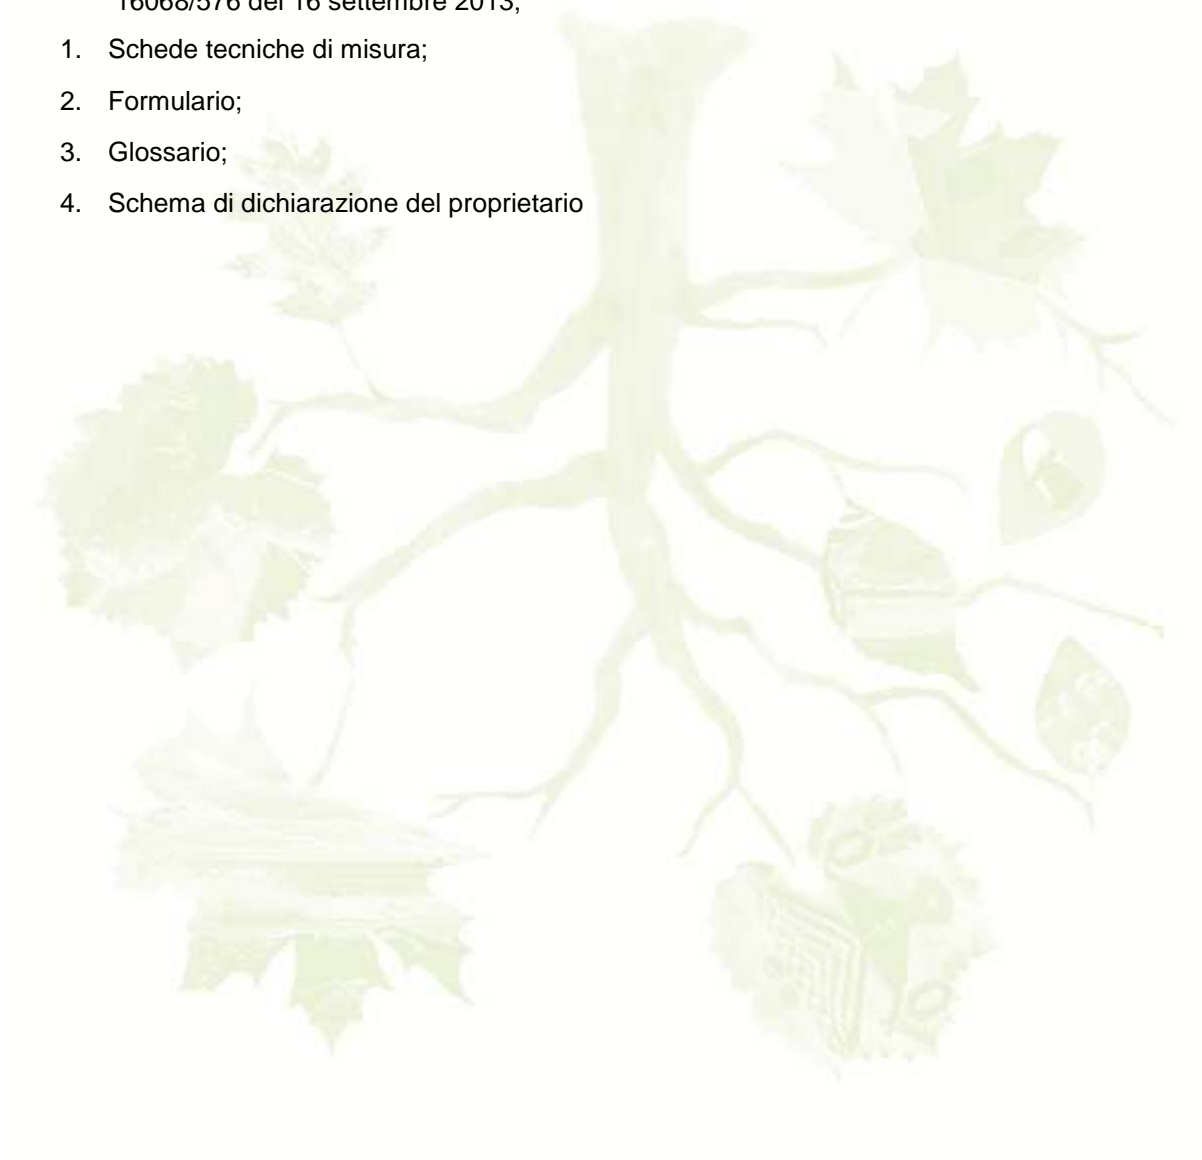 16068/576 del 16 settembre 2013;
1. Schede tecniche di misura;
2. Formulario;
3. Glossario;
4. Schema di dichiarazione del proprietario